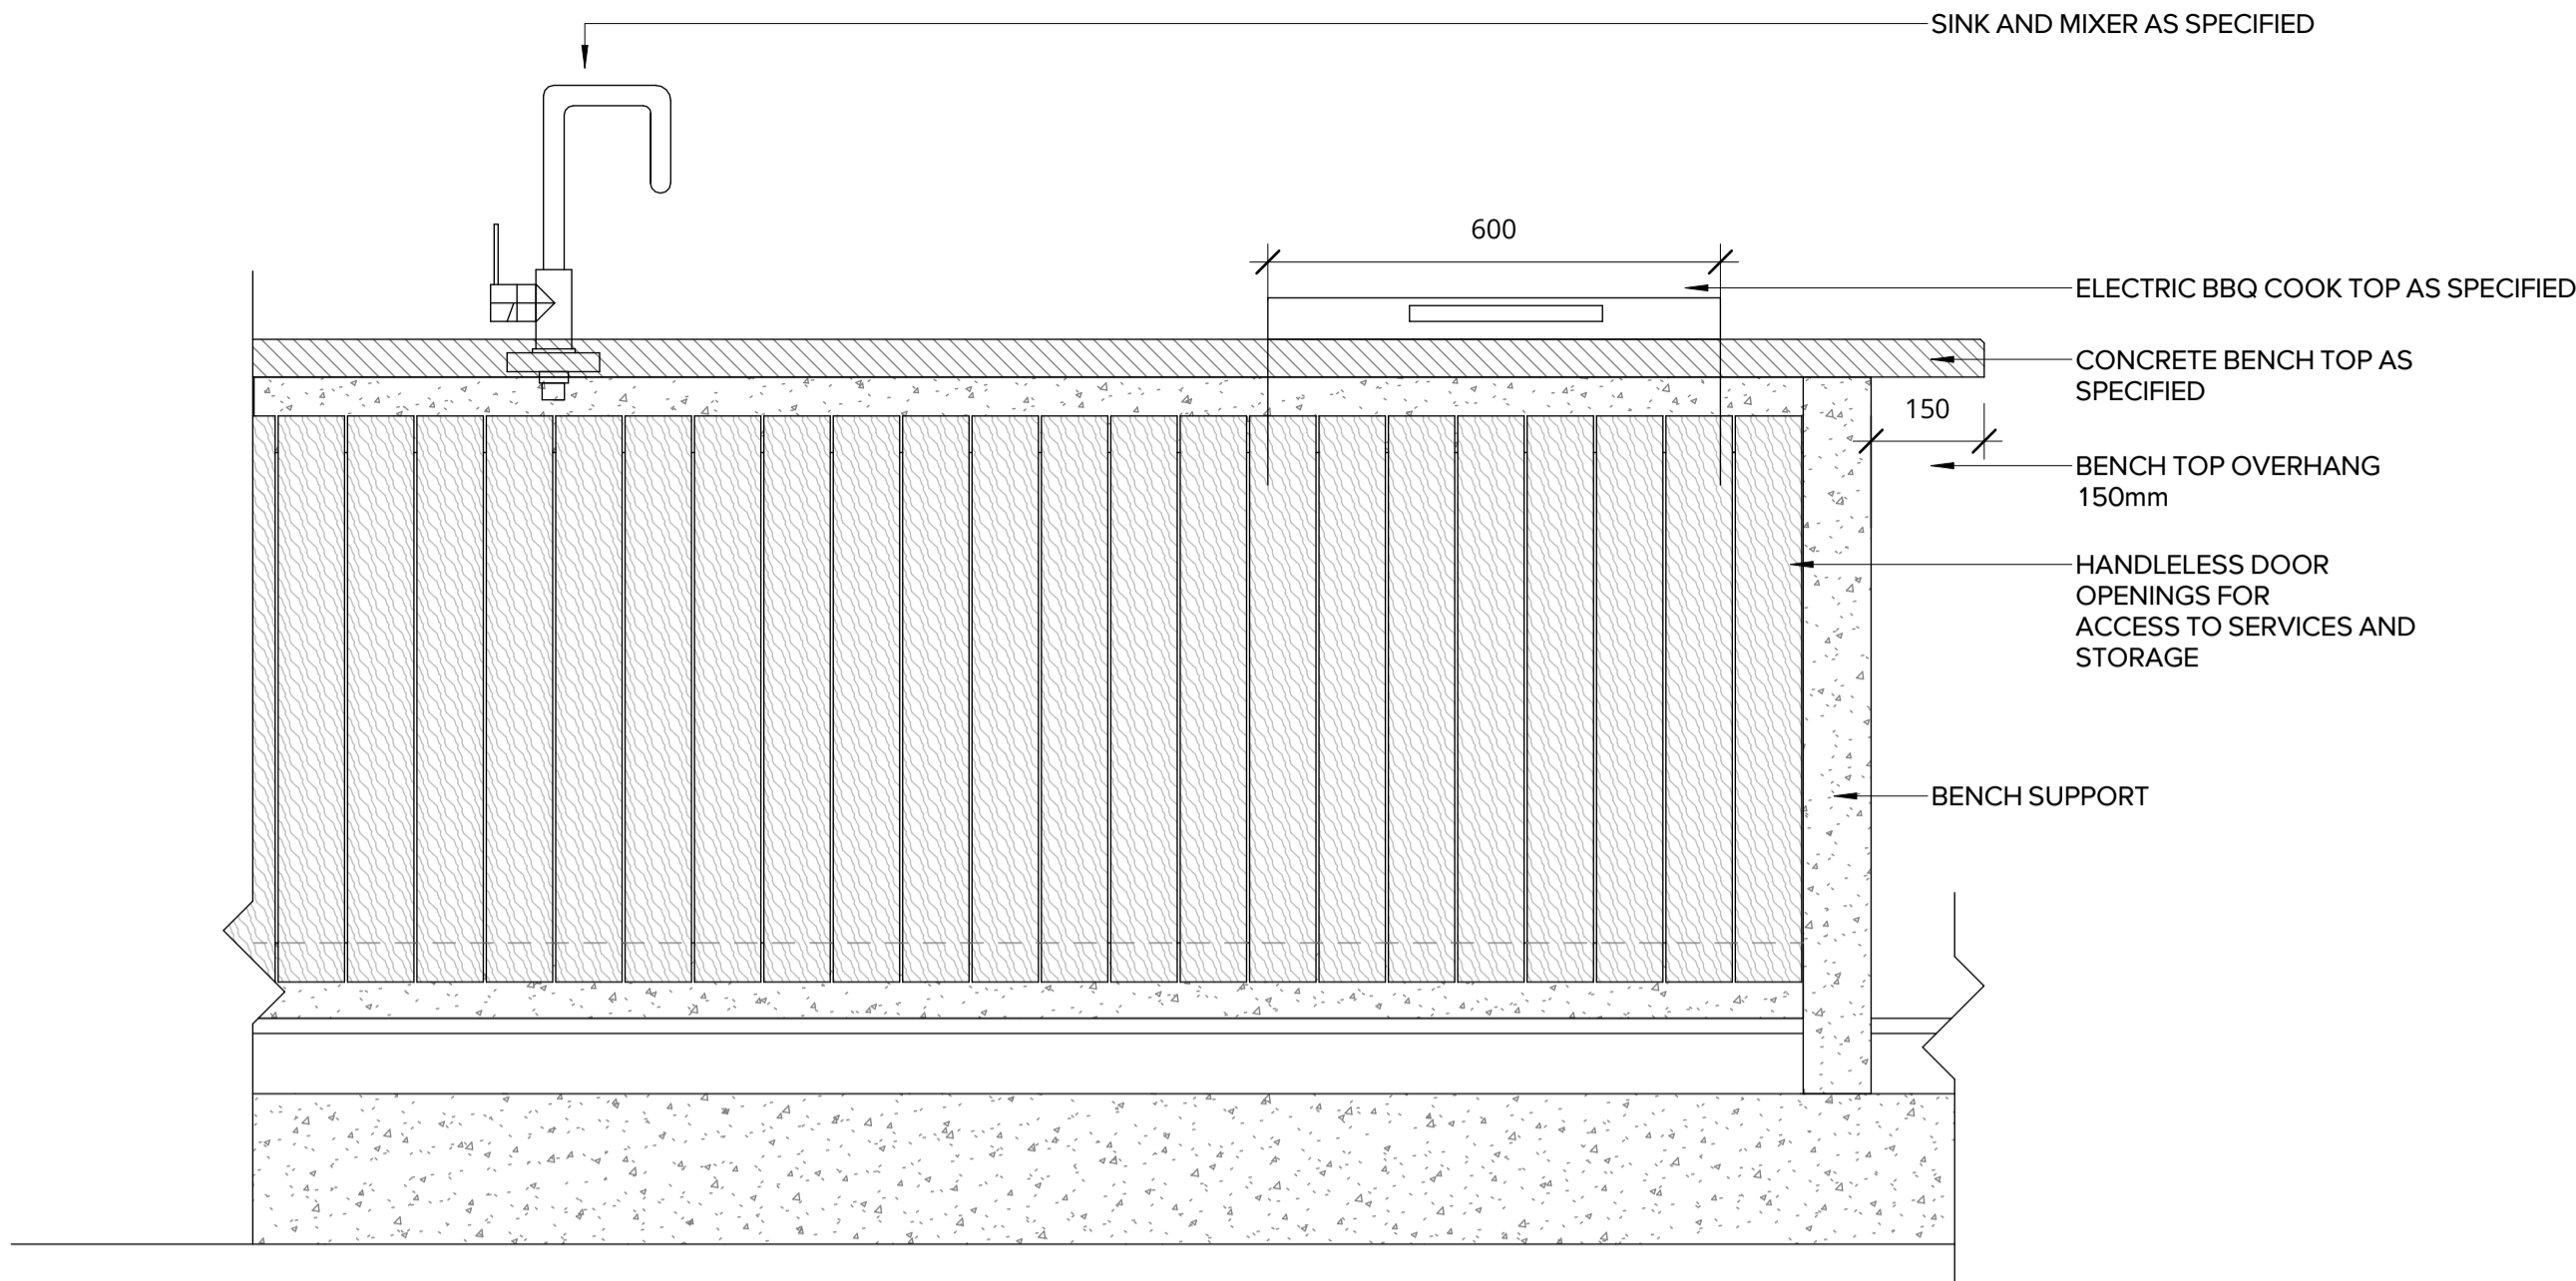 SINK AND MIXER AS SPECIFIED
600
ELECTRIC BBQ COOK TOP AS SPECIFIED
CONCRETE BENCH TOP AS
SPECIFIED
150
BENCH TOP OVERHANG
150mm
HANDLELESS DOOR
OPENINGS FOR
ACCESS TO SERVICES AND
STORAGE
BENCH SUPPORT